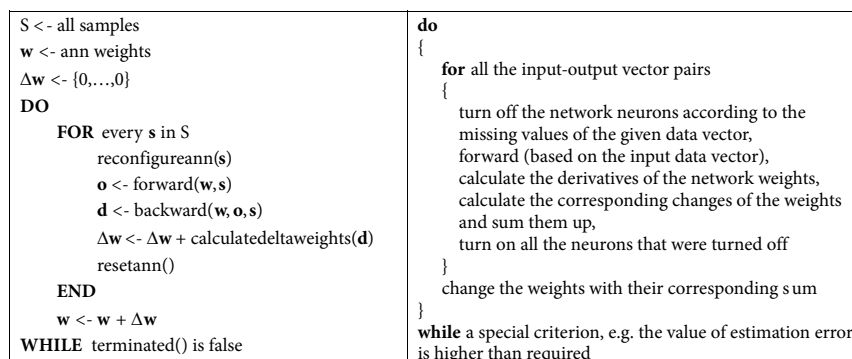 S < - all samples
w <- ann weights
Δw <- {0,…,0}
DO
FOR every s in S
reconfigureann(s)
o <- forward(w,s)
d <- backward(w,o,s)
Δw <- Δw + calculatedeltaweights(d)
resetann()
END
w <- w + Δw
WHILE terminated() is false
do
{
for all the input-output vector pairs
{
turn off the network neurons according to the
missing values of the given data vector,
forward (based on the input data vector),
calculate the derivatives of the network weights,
calculate the corresponding changes of the weights
and sum them up,
turn on all the neurons that were turned off
}
change the weights with their corresponding sum
}
while a special criterion, e.g. the value of estimation error
is higher than required